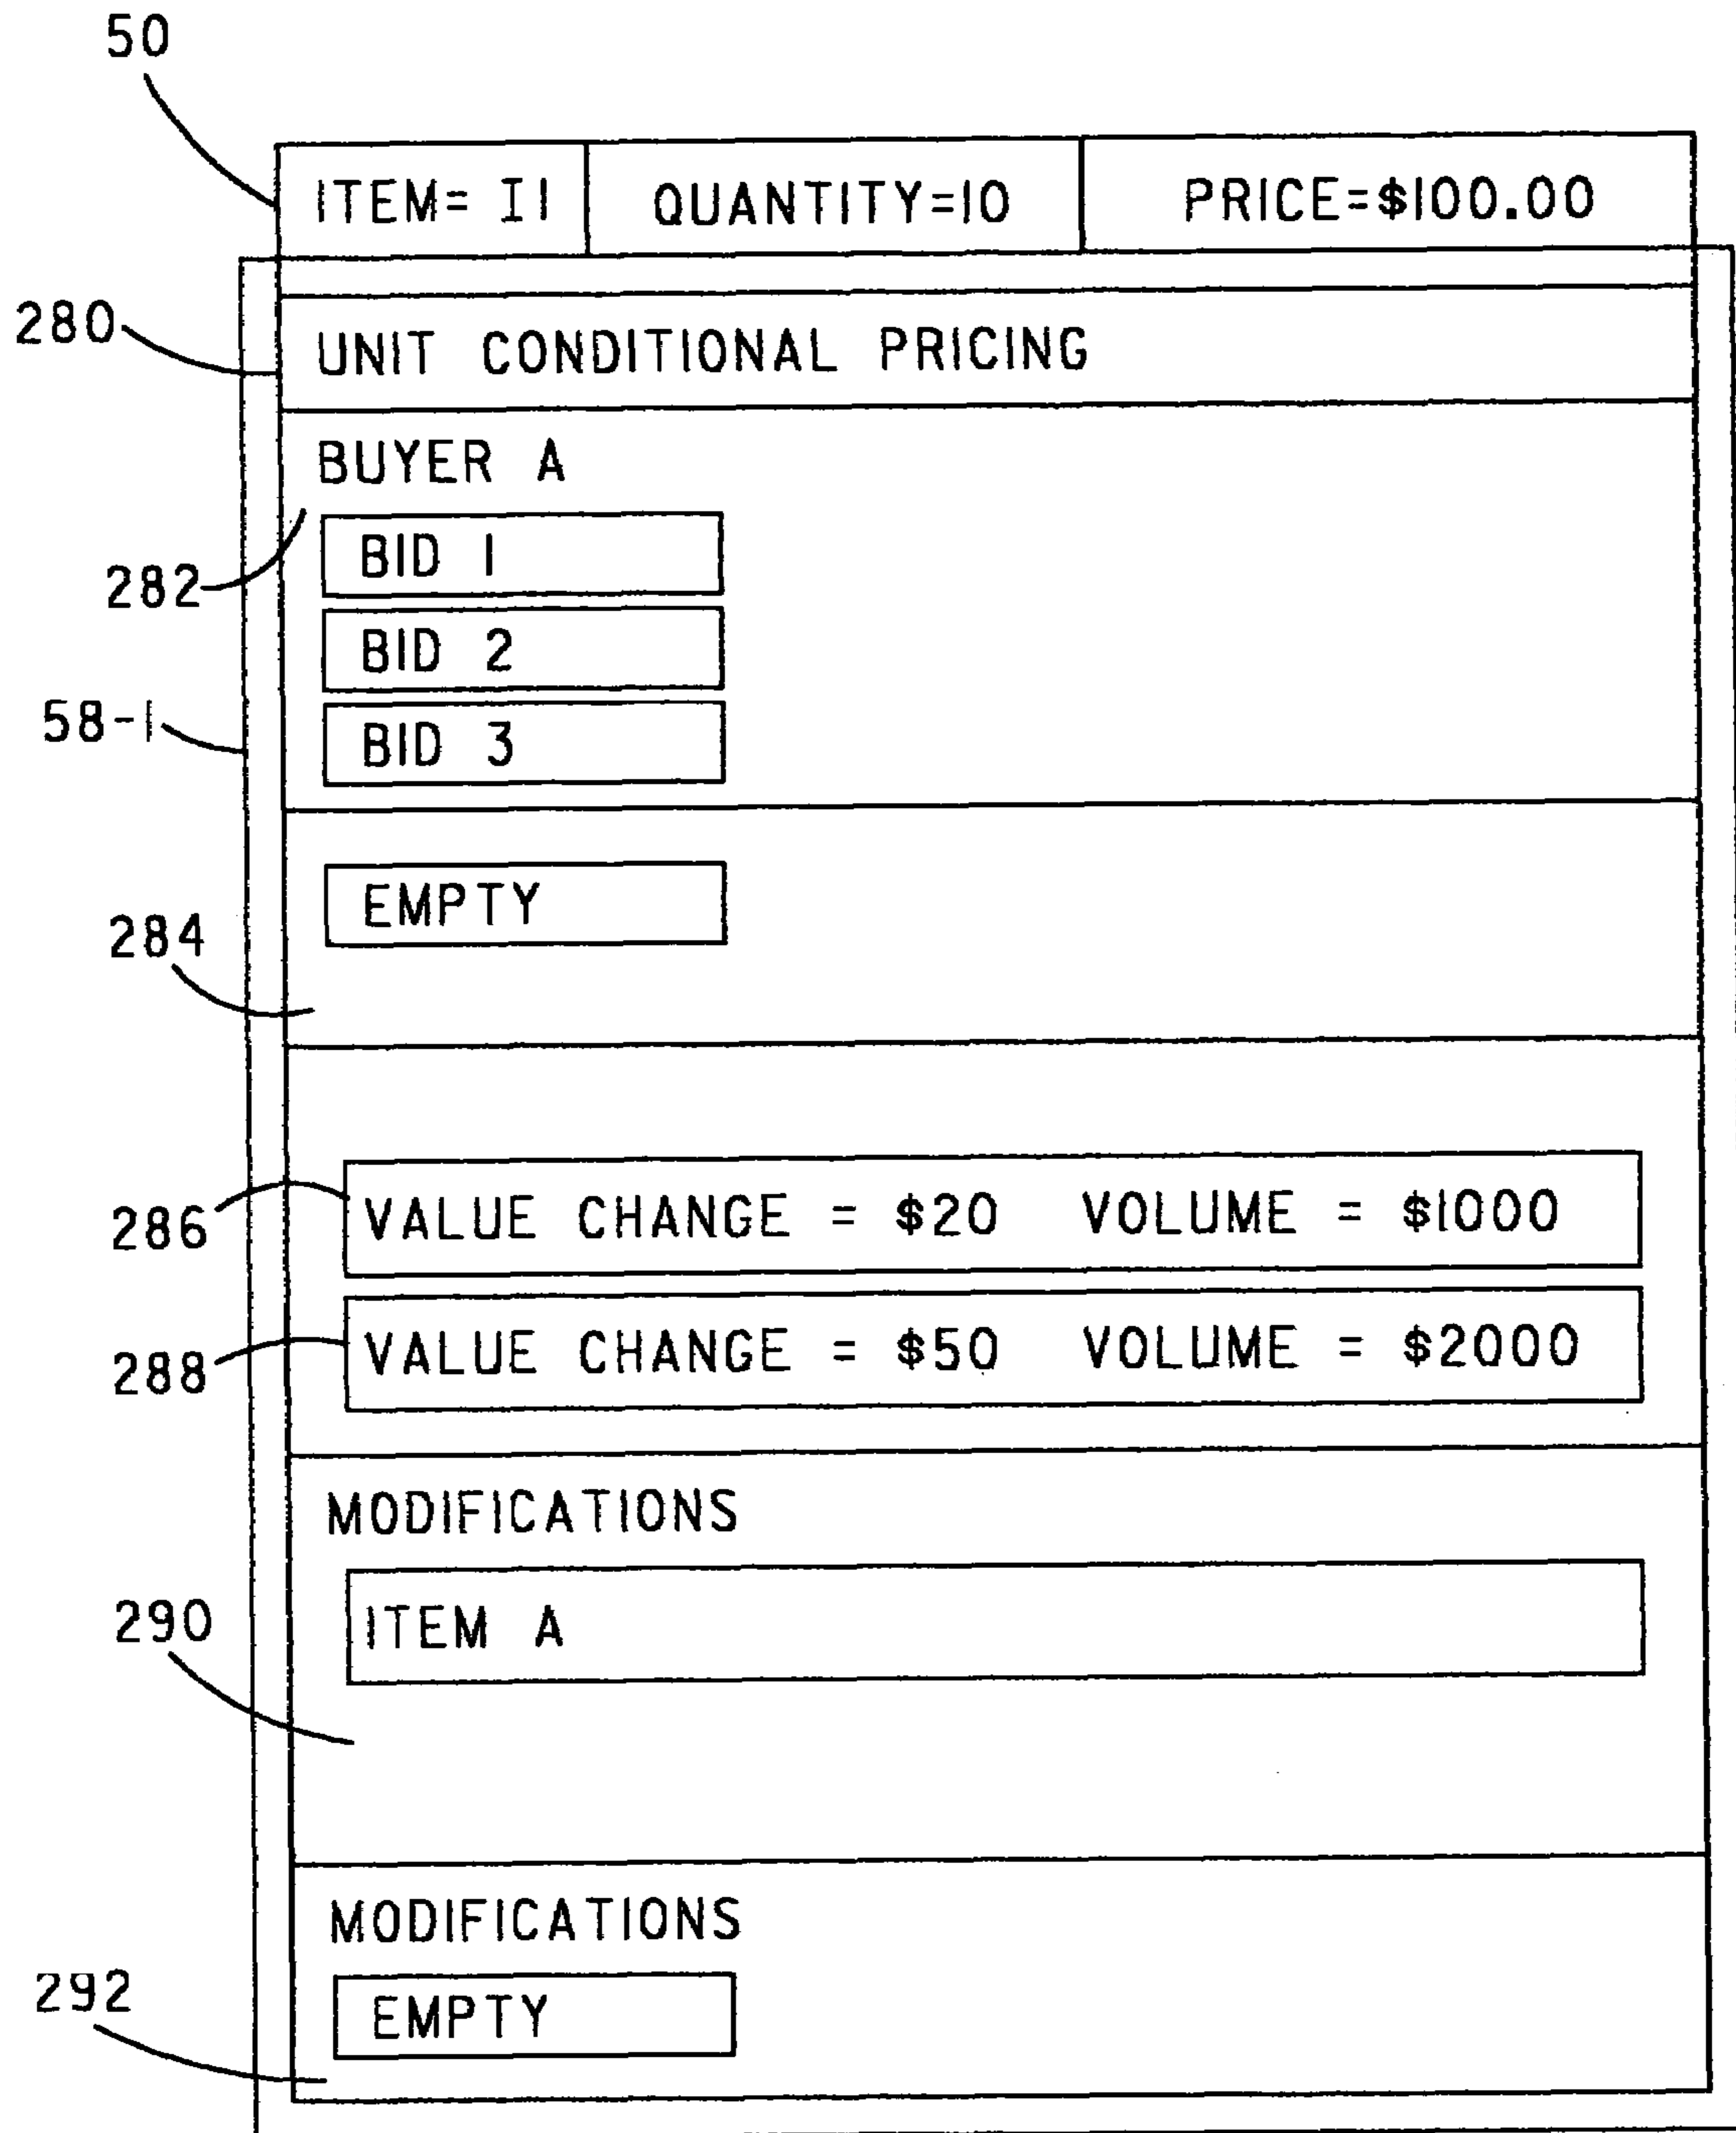 50
ITEM= I1 QUANTITY=10 PRICE=$100.00
280
UNIT CONDITIONAL PRICING
BUYER A
282
BID 1
BID 2
58-1
BID 3
284
EMPTY
286
VALUE CHANGE = $20 VOLUME = $1000
288
VALUE CHANGE = $50 VOLUME = $2000
MODIFICATIONS
290
ITEM A
MODIFICATIONS
292
EMPTY